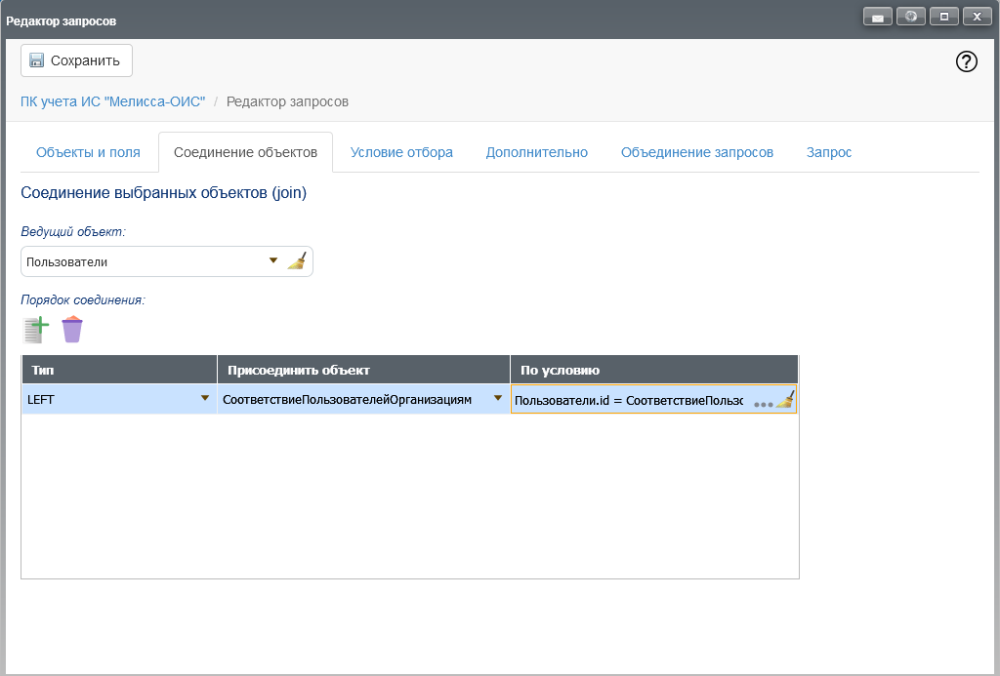 Редактор запросов
Сохранить
ПК учета ИС "Мелисса-ОИС" / Редактор запросов
Объекты и поля Соединение объектов Условие отбора Дополнительно Объединение запросов Запрос
Соединение выбранных объектов (join)
Ведущий объект:
Пользователи
Порядок соединения:
Тип Присоединить объект По условию
LEFT СоответствиеПользователейОрганизациям Пользователи.id = СоответствиеПользо